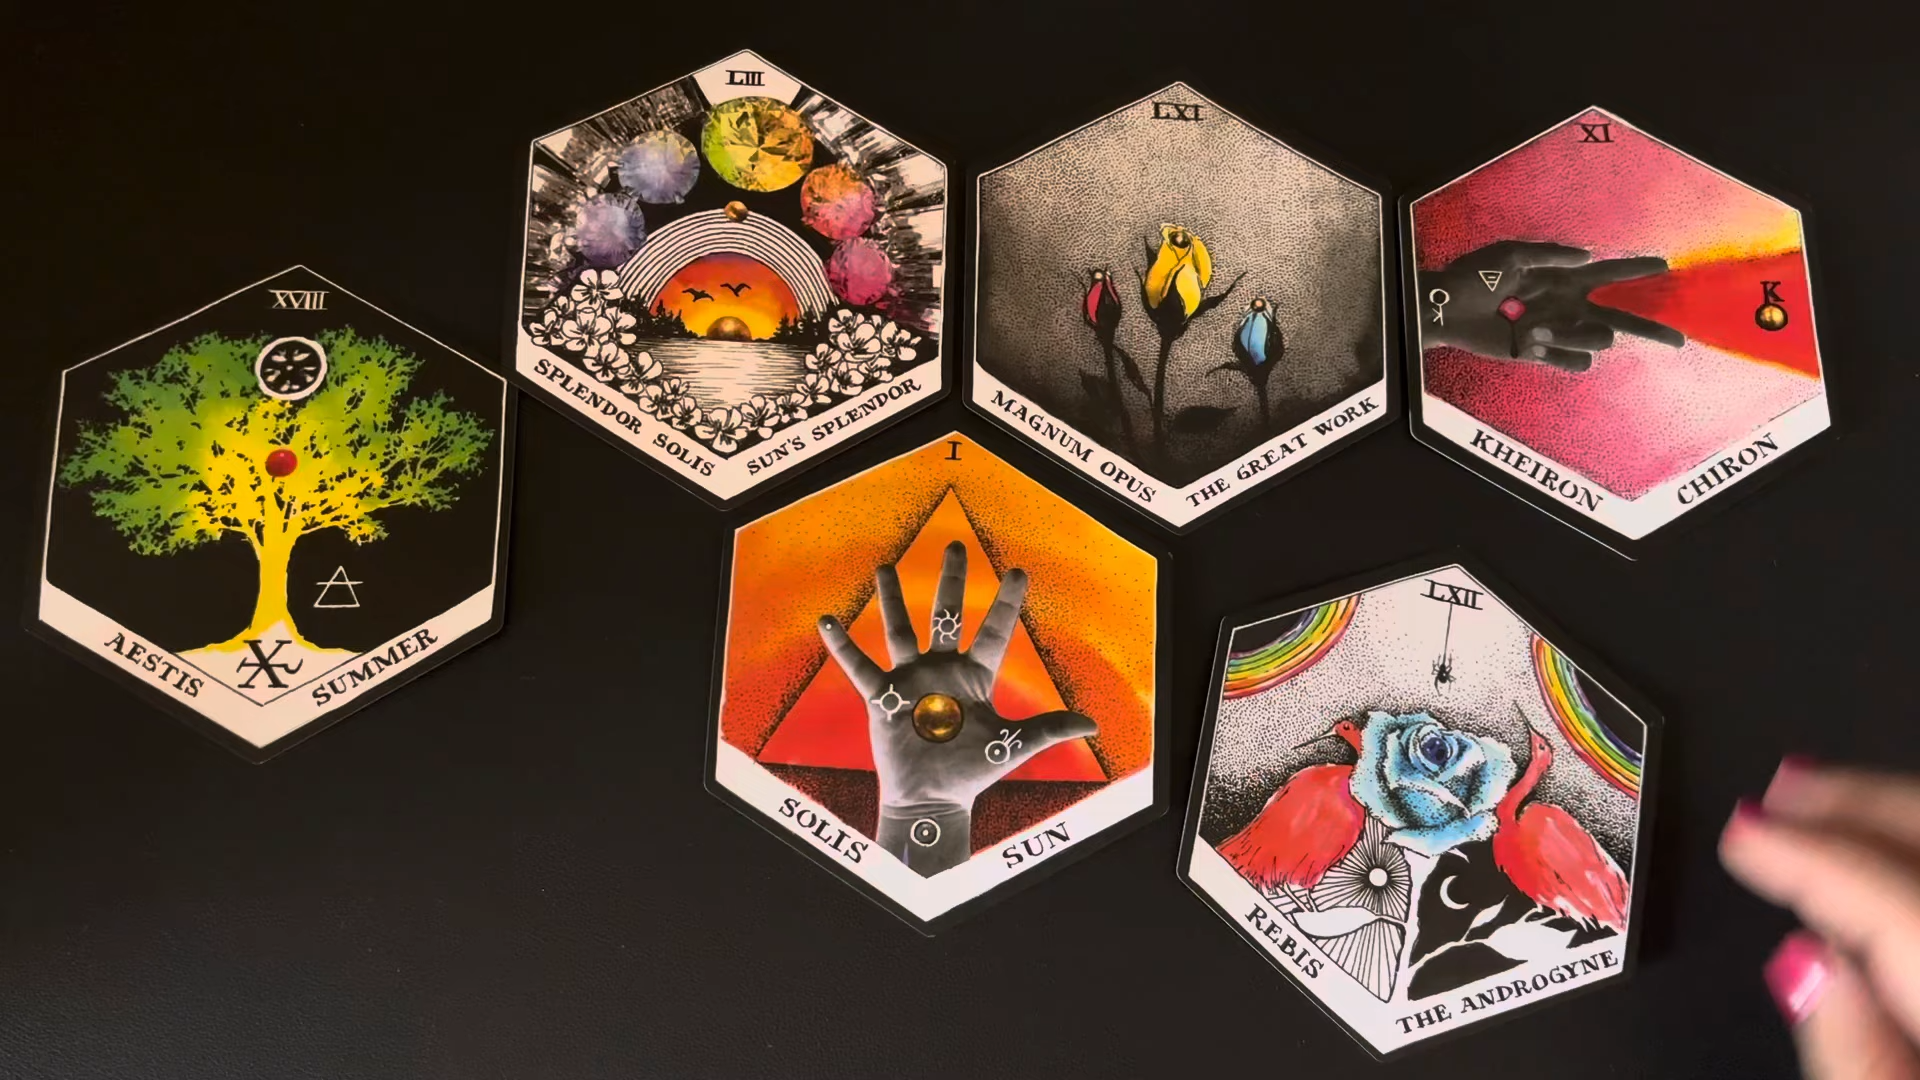 XVIII
AESTIS
SUMMER
LIII
SPLENDOR SOLIS
SUN'S SPLENDOR
LXI
MAGNUM OPUS
THE GREAT WORK
XI
K
KHEIRON
CHIRON
I
SOLIS
SUN
LXII
REBIS
THE ANDROGYNE